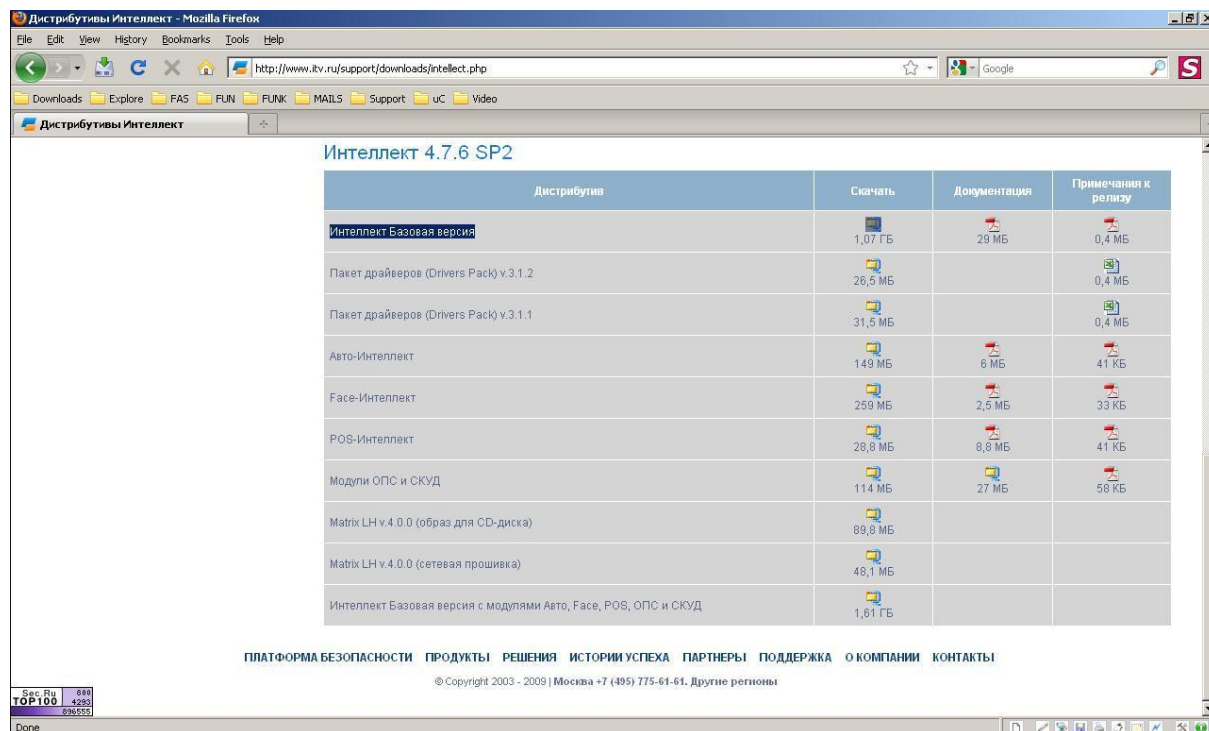 Дистрибутивы Интеллект - Mozilla Firefox
File Edit View History Bookmarks Tools Help
http://www.itv.ru/support/downloads/intellect.php
Google
S
Downloads Explore FAS FUN FUNK MAILS Support uC Video
Дистрибутивы Интеллект
Интеллект 4.7.6 SP2
Дистрибутив Скачать Документация Примечания к релизу
Интеллект Базовая версия 1,07 ГБ 29 МБ 0,4 МБ
Пакет драйверов (Drivers Pack) v.3.1.2 26,5 МБ 0,4 МБ
Пакет драйверов (Drivers Pack) v.3.1.1 31,5 МБ 0,4 МБ
Авто-Интеллект 149 МБ 6 МБ 41 КБ
Face-Интеллект 259 МБ 2,5 МБ 33 КБ
POS-Интеллект 28,8 МБ 8,8 МБ 41 КБ
Модули ОПС и СКУД 114 МБ 27 МБ 58 КБ
Matrix LH v.4.0.0 (образ для CD-диска) 89,8 МБ
Matrix LH v.4.0.0 (сетевая прошивка) 48,1 МБ
Интеллект Базовая версия с модулями Авто, Face, POS, ОПС и СКУД 1,61 ГБ
ПЛАТФОРМА БЕЗОПАСНОСТИ ПРОДУКТЫ РЕШЕНИЯ ИСТОРИИ УСПЕХА ПАРТНЕРЫ ПОДДЕРЖКА О КОМПАНИИ КОНТАКТЫ
© Copyright 2003 - 2009 | Москва +7 (495) 775-61-61. Другие регионы
Sec.Ru 800
TOP100 4293
896555
Done